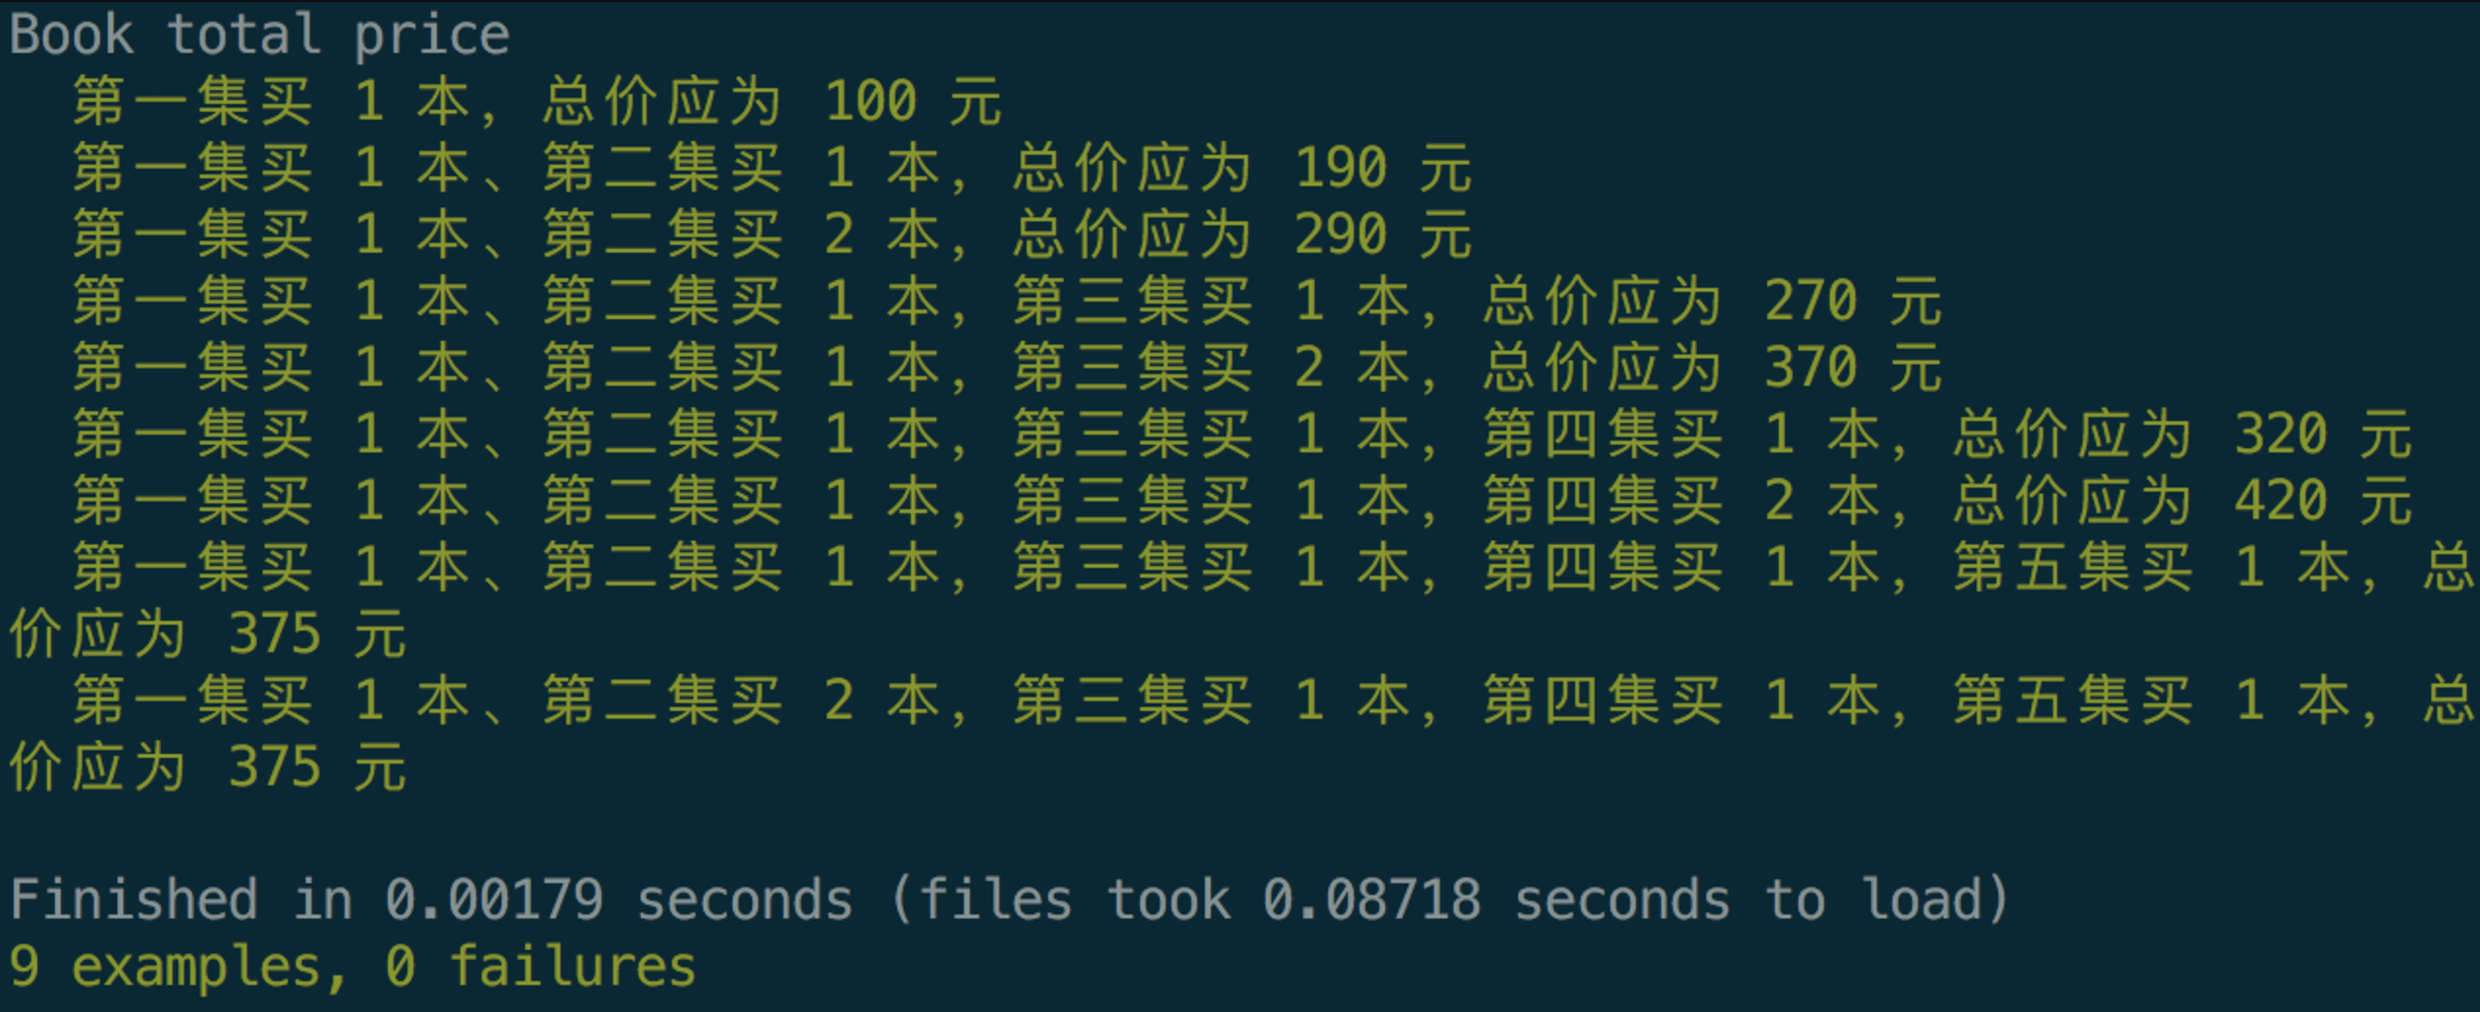 Book total price
第一集买 1 本，总价应为 100 元
第一集买 1 本、第二集买 1 本，总价应为 190 元
第一集买 1 本、第二集买 2 本，总价应为 290 元
第一集买 1 本、第二集买 1 本，第三集买 1 本，总价应为 270 元
第一集买 1 本、第二集买 1 本，第三集买 2 本，总价应为 370 元
第一集买 1 本、第二集买 1 本，第三集买 1 本，第四集买 1 本，总价应为 320 元
第一集买 1 本、第二集买 1 本，第三集买 1 本，第四集买 2 本，总价应为 420 元
第一集买 1 本、第二集买 1 本，第三集买 1 本，第四集买 1 本，第五集买 1 本，总
价应为 375 元
第一集买 1 本、第二集买 2 本，第三集买 1 本，第四集买 1 本，第五集买 1 本，总
价应为 375 元
Finished in 0.00179 seconds (files took 0.08718 seconds to load)
9 examples, 0 failures